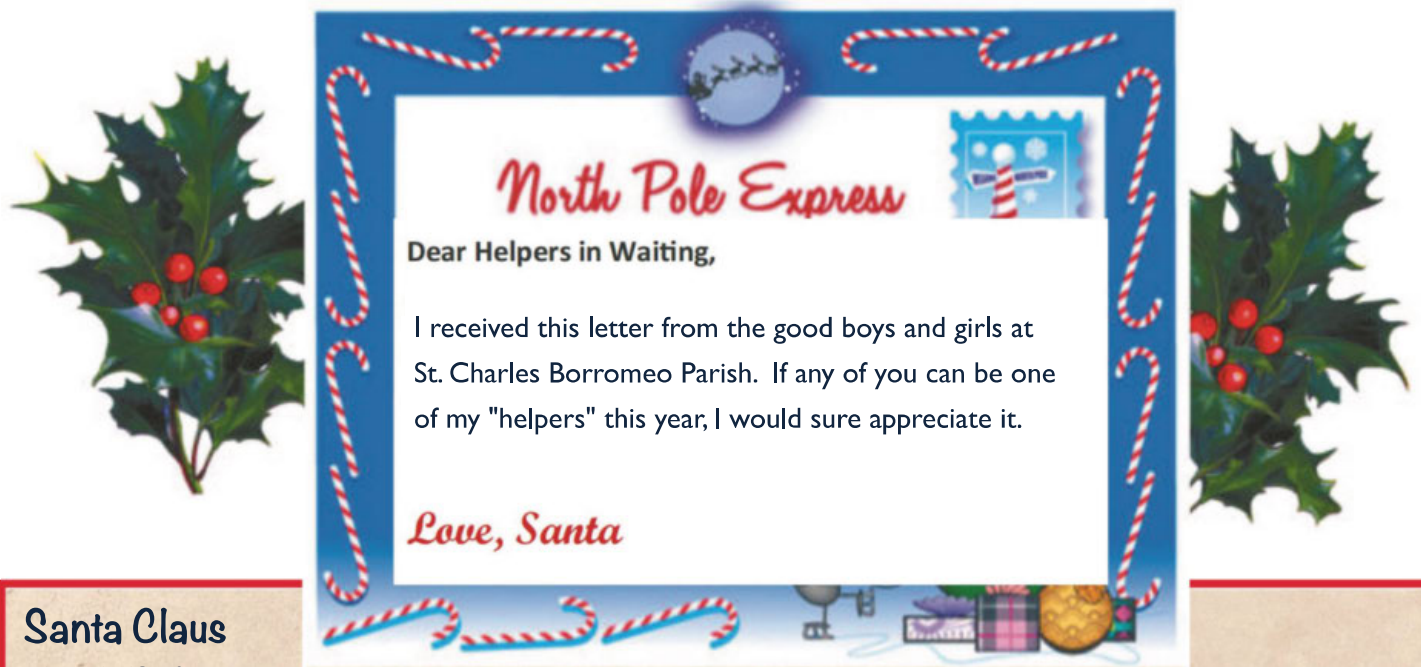 North Pole Express
Dear Helpers in Waiting,
I received this letter from the good boys and girls at
St. Charles Borromeo Parish.  If any of you can be one
of my "helpers" this year, I would sure appreciate it.
Love, Santa
Santa Claus